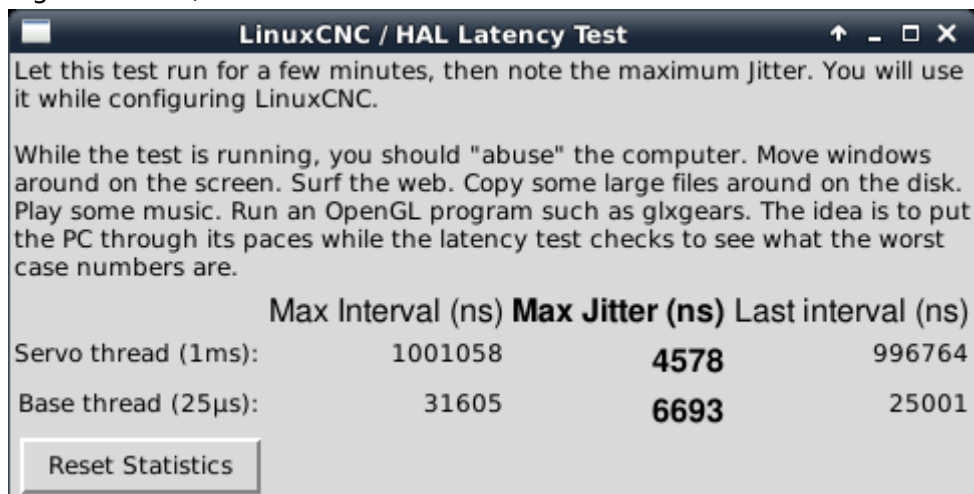 LinuxCNC / HAL Latency Test
Let this test run for a few minutes, then note the maximum Jitter. You will use
it while configuring LinuxCNC.
While the test is running, you should "abuse" the computer. Move windows
around on the screen. Surf the web. Copy some large files around on the disk.
Play some music. Run an OpenGL program such as glxgears. The idea is to put
the PC through its paces while the latency test checks to see what the worst
case numbers are.
Max Interval (ns) Max Jitter (ns) Last interval (ns)
Servo thread (1ms): 1001058 4578 996764
Base thread (25µs): 31605 6693 25001
Reset Statistics